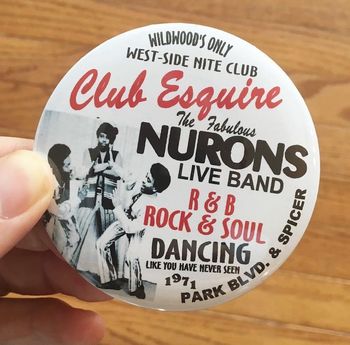 WILDWOOD'S ONLY
WEST-SIDE NITE CLUB
Club Esquire
The Fabulous
NURONS
LIVE BAND
R & B
ROCK & SOUL
DANCING
LIKE YOU HAVE NEVER SEEN
1971
PARK BLVD. & SPICER